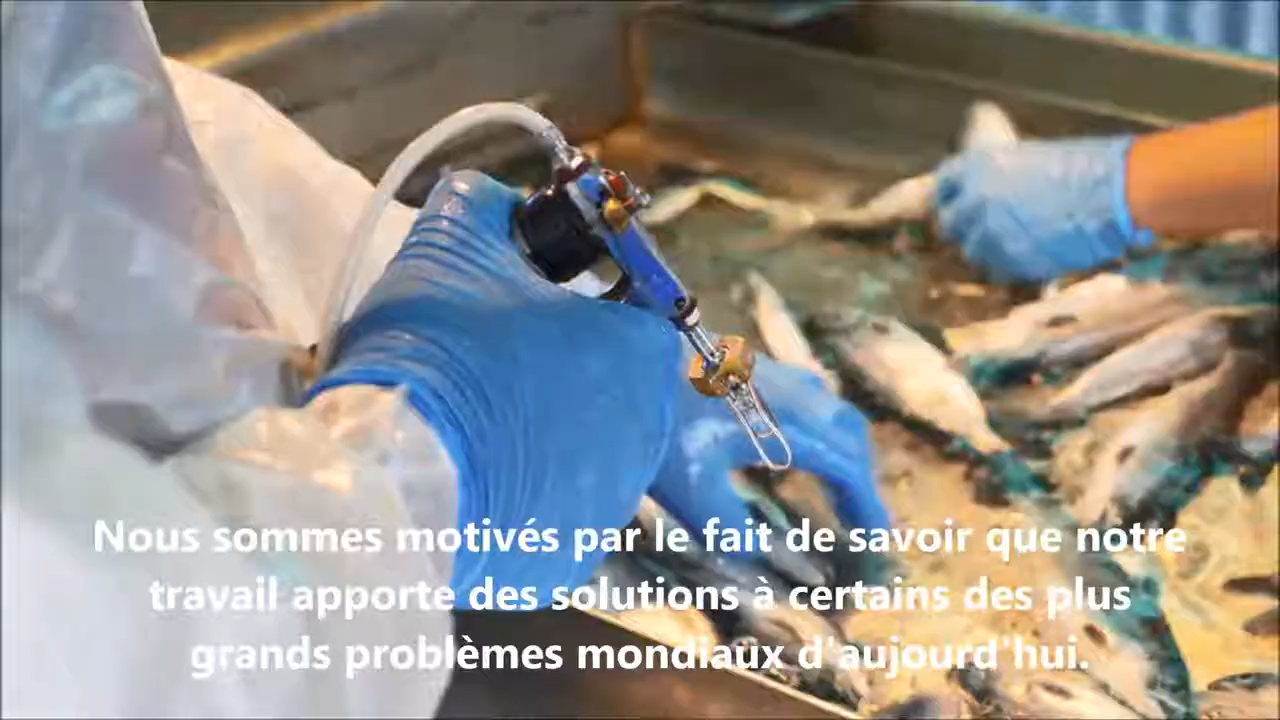 Nous sommes motivés par le fait de savoir que notre
travail apporte des solutions à certains des plus
grands problèmes mondiaux d'aujourd'hui.